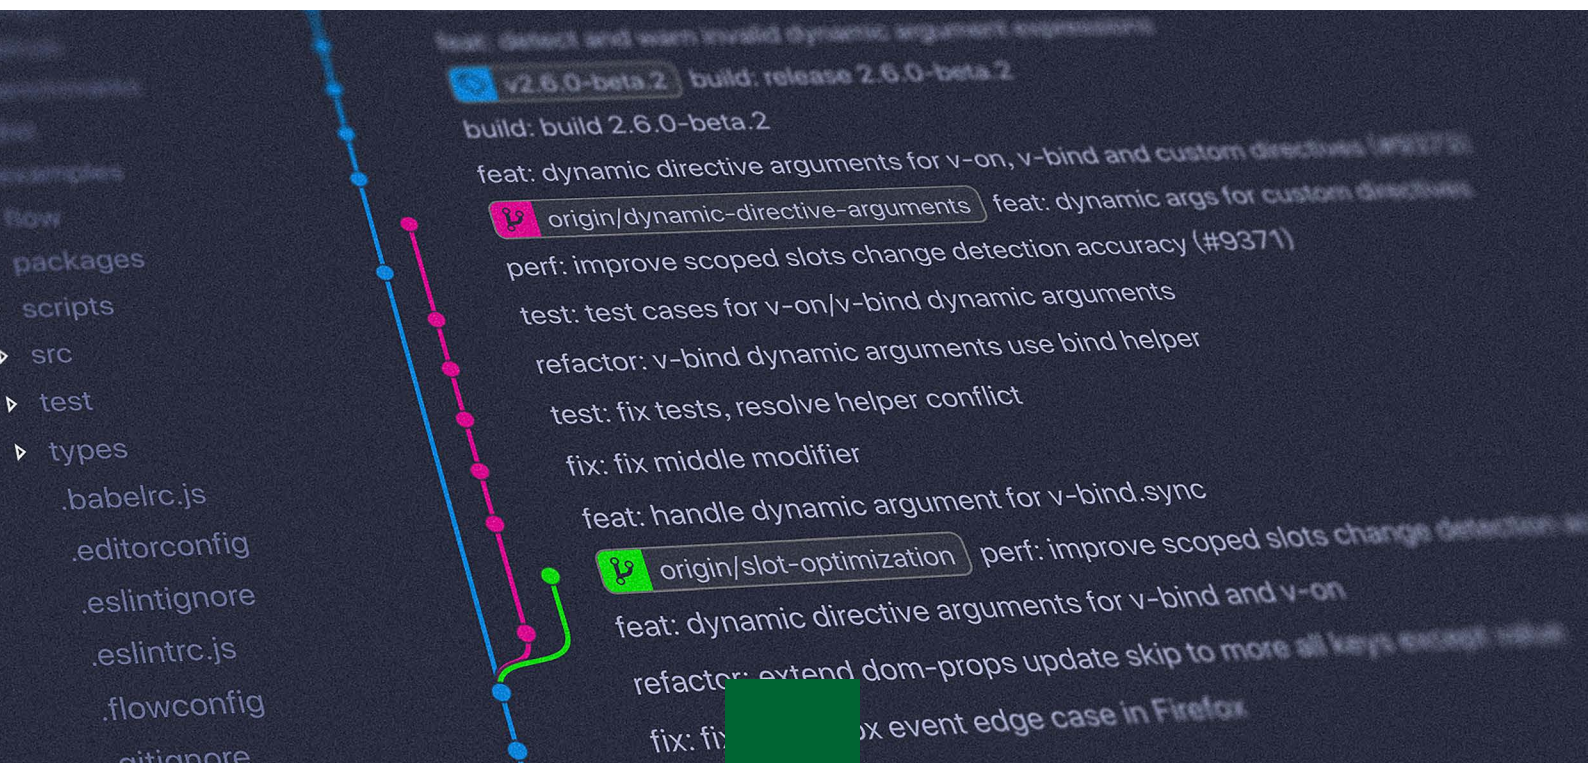 feat: detect and warn invalid dynamic argument expressions
v2.6.0-beta.2 build: release 2.6.0-beta.2
build: build 2.6.0-beta.2
feat: dynamic directive arguments for v-on, v-bind and custom directives
origin/dynamic-directive-arguments feat: dynamic args for custom directives
perf: improve scoped slots change detection accuracy (#9371)
test: test cases for v-on/v-bind dynamic arguments
refactor: v-bind dynamic arguments use bind helper
test: fix tests, resolve helper conflict
fix: fix middle modifier
feat: handle dynamic argument for v-bind.sync
origin/slot-optimization perf: improve scoped slots change detection
feat: dynamic directive arguments for v-bind and v-on
refactor: extend dom-props update skip to more all keys except value
fix: event edge case in Firefox
examples
flow
packages
scripts
src
test
types
.babelrc.js
.editorconfig
.eslintignore
.eslintrc.js
.flowconfig
.gitignore